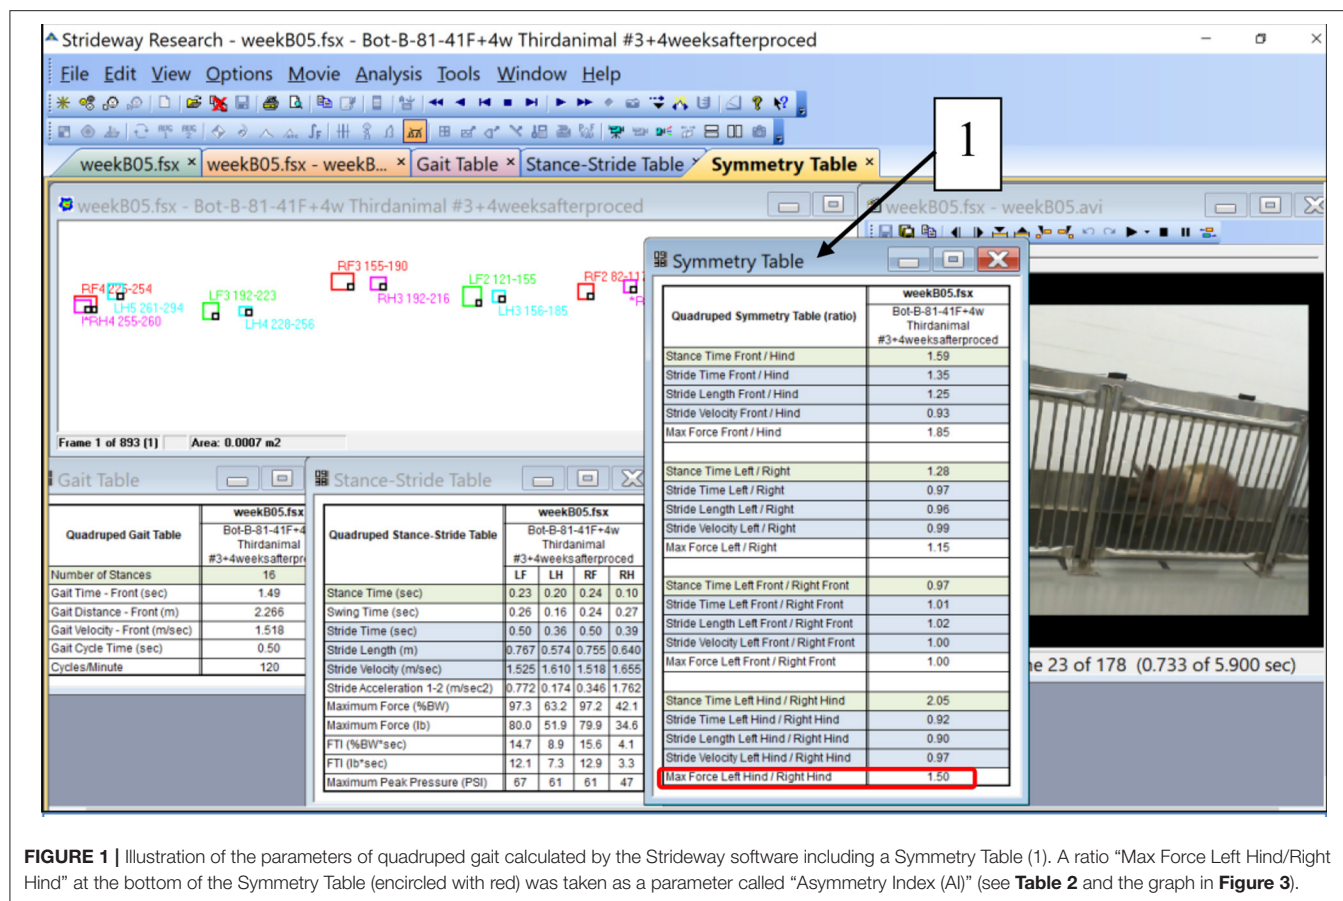 Strideway Research - weekB05.fsx - Bot-B-81-41F+4w Thirdanimal #3+4weeksafterproced
File Edit View Options Movie Analysis Tools Window Help
weekB05.fsx × weekB05.fsx - weekB... × Gait Table × Stance-Stride Table × Symmetry Table ×
1
weekB05.fsx - Bot-B-81-41F+4w Thirdanimal #3+4weeksafterproced
weekB05.fsx - weekB05.avi
RF4 225-254
LH5 261-294
I*RH4 255-260
LF3 192-223
LH4 228-256
RF3 155-190
RH3 192-216
LF2 121-155
LH3 156-185
RF2 82-11
Frame 1 of 893 (1) Area: 0.0007 m2
Symmetry Table
Quadruped Symmetry Table (ratio)
weekB05.fsx
Bot-B-81-41F+4w
Thirdanimal
#3+4weeksafterproced
Stance Time Front / Hind 1.59
Stride Time Front / Hind 1.35
Stride Length Front / Hind 1.25
Stride Velocity Front / Hind 0.93
Max Force Front / Hind 1.85
Stance Time Left / Right 1.28
Stride Time Left / Right 0.97
Stride Length Left / Right 0.96
Stride Velocity Left / Right 0.99
Max Force Left / Right 1.15
Stance Time Left Front / Right Front 0.97
Stride Time Left Front / Right Front 1.01
Stride Length Left Front / Right Front 1.02
Stride Velocity Left Front / Right Front 1.00
Max Force Left Front / Right Front 1.00
Stance Time Left Hind / Right Hind 2.05
Stride Time Left Hind / Right Hind 0.92
Stride Length Left Hind / Right Hind 0.90
Stride Velocity Left Hind / Right Hind 0.97
Max Force Left Hind / Right Hind 1.50
Gait Table
Quadruped Gait Table
weekB05.fsx
Bot-B-81-41F+4
Thirdanimal
#3+4weeksafterpr
Number of Stances 16
Gait Time - Front (sec) 1.49
Gait Distance - Front (m) 2.266
Gait Velocity - Front (m/sec) 1.518
Gait Cycle Time (sec) 0.50
Cycles/Minute 120
Stance-Stride Table
Quadruped Stance-Stride Table
weekB05.fsx
Bot-B-81-41F+4w
Thirdanimal
#3+4weeksafterproced
LF LH RF RH
Stance Time (sec) 0.23 0.20 0.24 0.10
Swing Time (sec) 0.26 0.16 0.24 0.27
Stride Time (sec) 0.50 0.36 0.50 0.39
Stride Length (m) 0.767 0.574 0.755 0.640
Stride Velocity (m/sec) 1.525 1.610 1.518 1.655
Stride Acceleration 1-2 (m/sec2) 0.772 0.174 0.346 1.762
Maximum Force (%BW) 97.3 63.2 97.2 42.1
Maximum Force (lb) 80.0 51.9 79.9 34.6
FTI (%BW*sec) 14.7 8.9 15.6 4.1
FTI (lb*sec) 12.1 7.3 12.9 3.3
Maximum Peak Pressure (PSI) 67 61 61 47
ne 23 of 178 (0.733 of 5.900 sec)
FIGURE 1 | Illustration of the parameters of quadruped gait calculated by the Strideway software including a Symmetry Table (1). A ratio “Max Force Left Hind/Right
Hind” at the bottom of the Symmetry Table (encircled with red) was taken as a parameter called “Asymmetry Index (AI)” (see Table 2 and the graph in Figure 3).